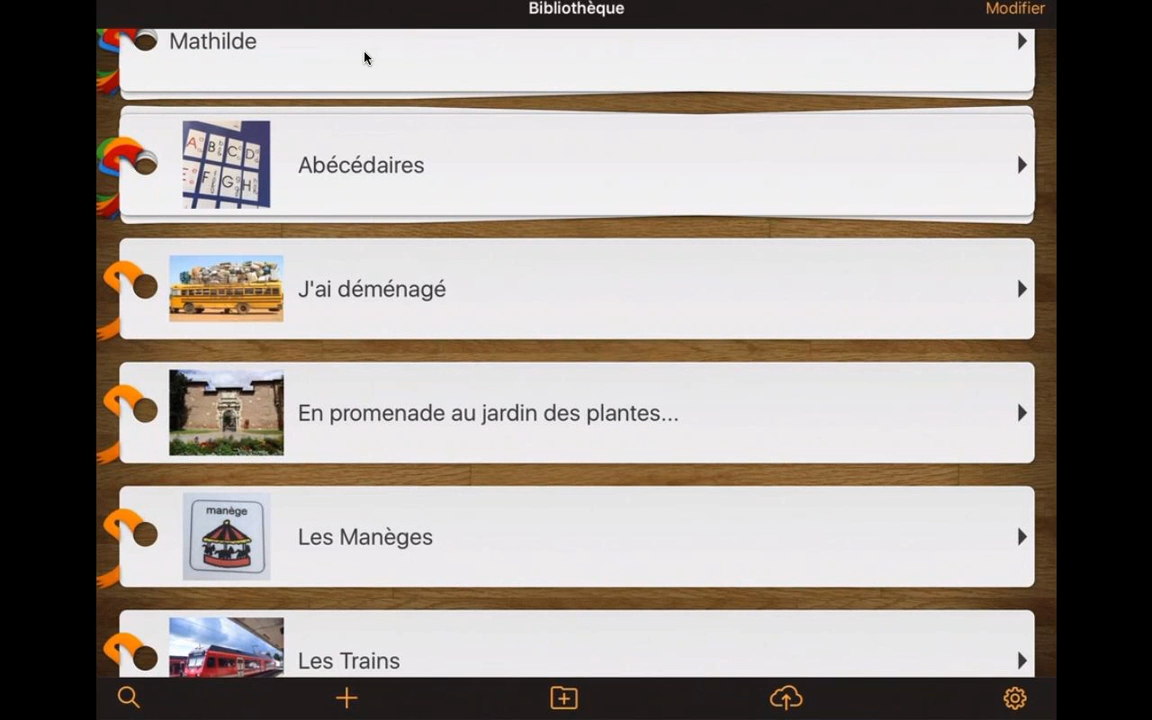 Bibliothèque
Modifier
Mathilde
A B C D
F G H
Abécédaires
J'ai déménagé
En promenade au jardin des plantes...
manège
Les Manèges
Les Trains